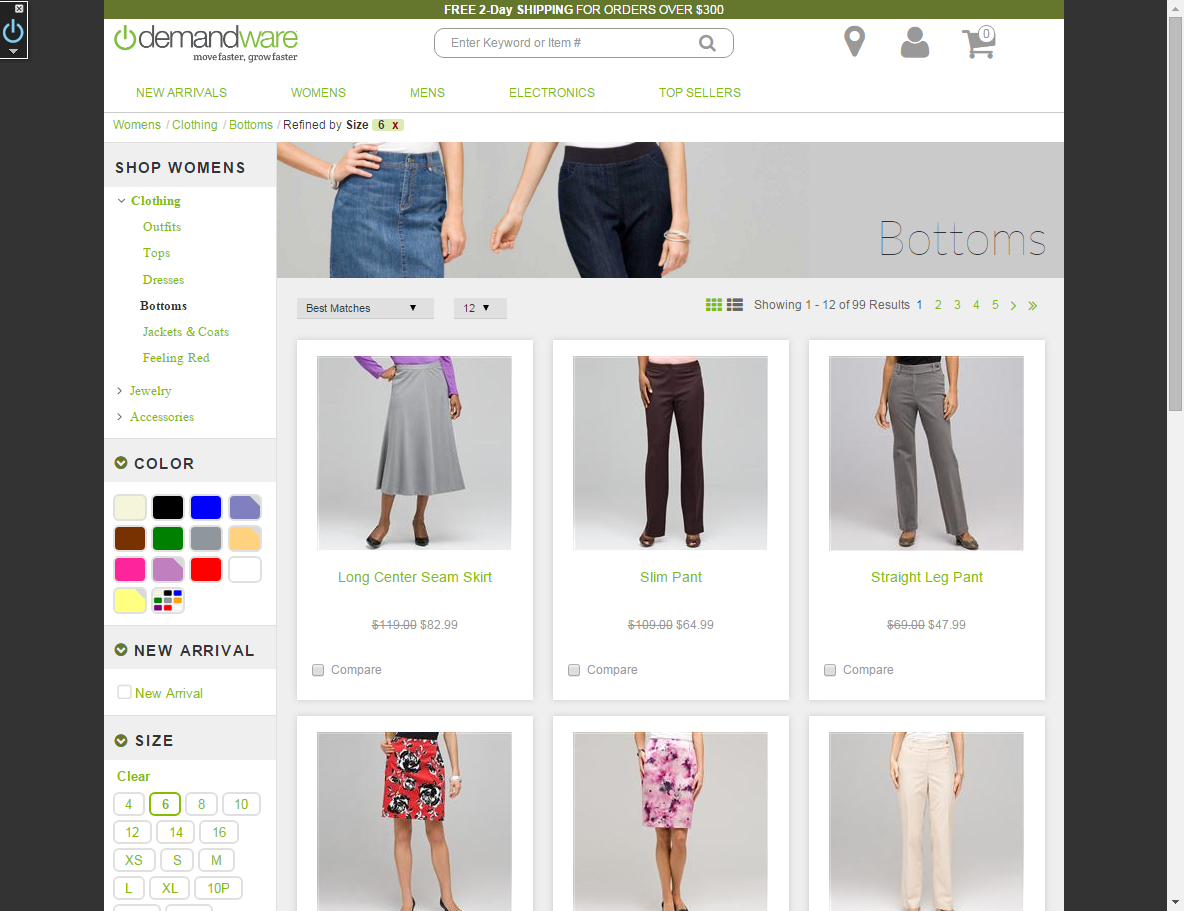 FREE 2-Day SHIPPING FOR ORDERS OVER $300
demandware
move faster, grow faster
Enter Keyword or Item #
0
NEW ARRIVALS WOMENS MENS ELECTRONICS TOP SELLERS
Womens / Clothing / Bottoms / Refined by Size 6 x
SHOP WOMENS
Clothing
Outfits
Tops
Dresses
Bottoms
Jackets & Coats
Feeling Red
Jewelry
Accessories
COLOR
NEW ARRIVAL
New Arrival
SIZE
Clear
4 6 8 10
12 14 16
XS S M
L XL 10P
Bottoms
Best Matches 12 Showing 1 - 12 of 99 Results 1 2 3 4 5 > »
Long Center Seam Skirt
$119.00 $82.99
Compare
Slim Pant
$109.00 $64.99
Compare
Straight Leg Pant
$69.00 $47.99
Compare